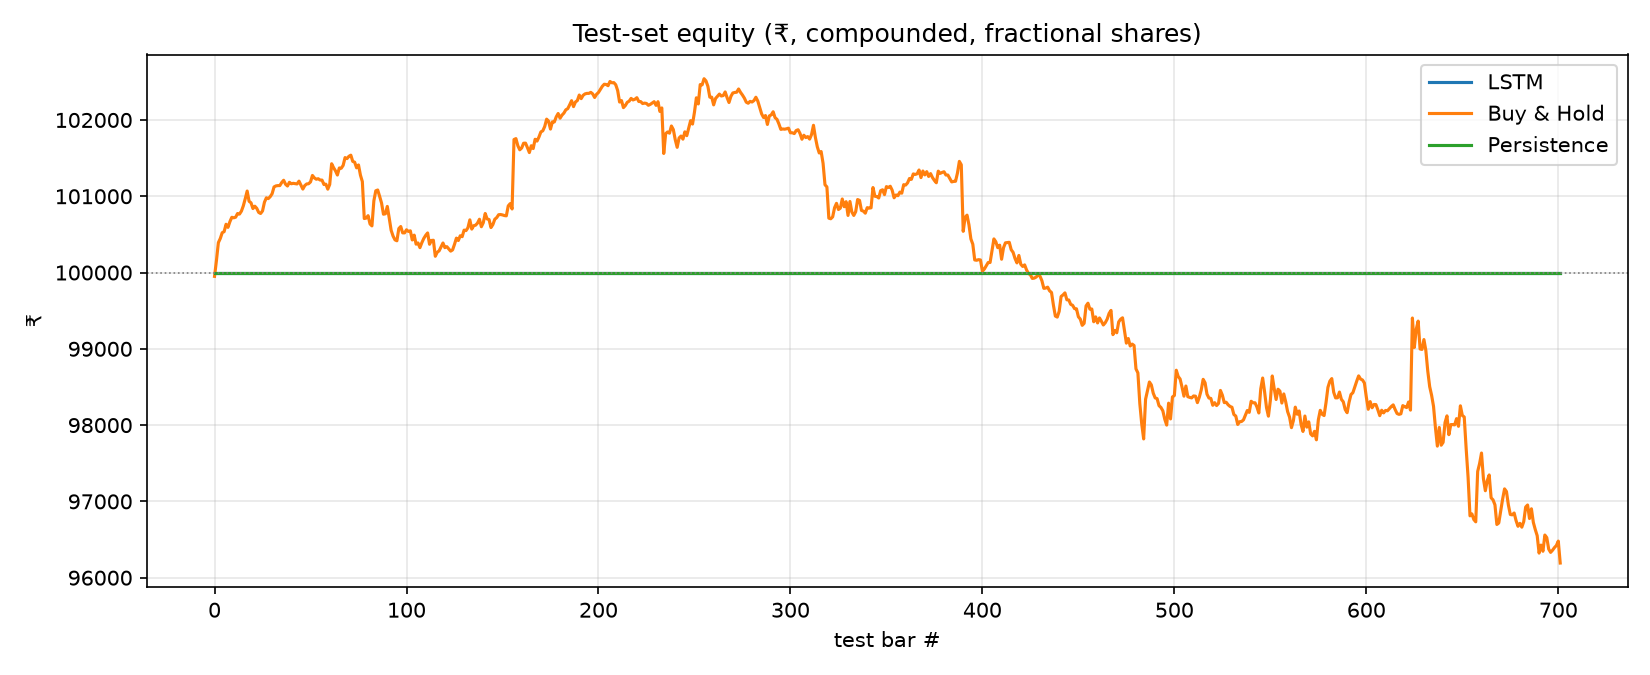 Test-set equity (₹, compounded, fractional shares)
LSTM
Buy & Hold
Persistence
102000
101000
100000
99000
98000
97000
96000
₹
0 100 200 300 400 500 600 700
test bar #